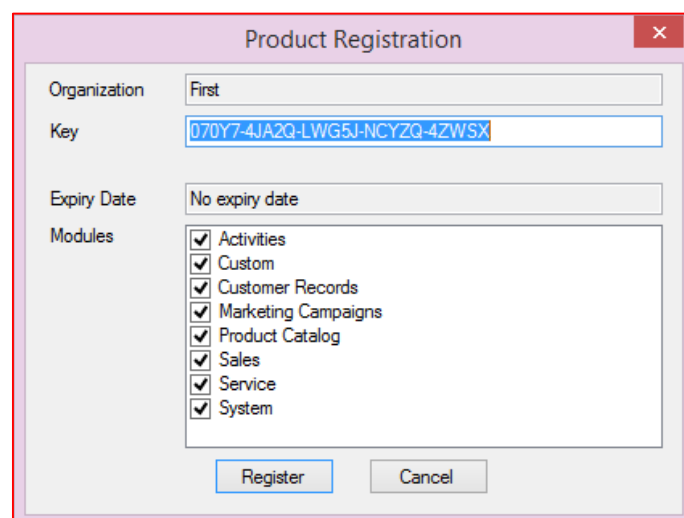 Product Registration
Organization First
Key 070Y7-4JA2Q-LWG5J-NCYZQ-4ZWSX
Expiry Date No expiry date
Modules
Activities
Custom
Customer Records
Marketing Campaigns
Product Catalog
Sales
Service
System
Register Cancel